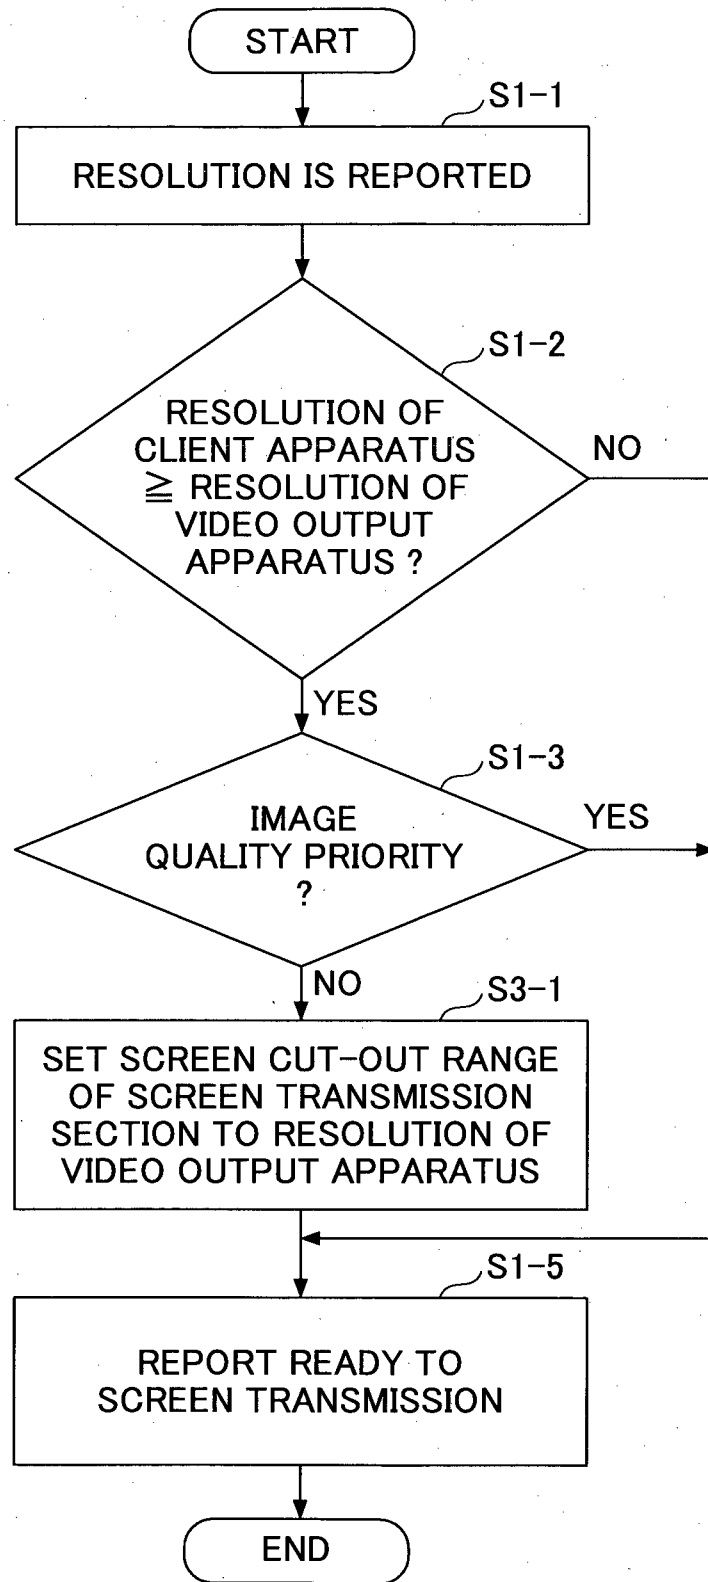 START
S1-1
RESOLUTION IS REPORTED
S1-2
RESOLUTION OF
CLIENT APPARATUS
≧ RESOLUTION OF
VIDEO OUTPUT
APPARATUS ?
NO
YES
S1-3
IMAGE
QUALITY PRIORITY
?
YES
NO
S3-1
SET SCREEN CUT-OUT RANGE
OF SCREEN TRANSMISSION
SECTION TO RESOLUTION OF
VIDEO OUTPUT APPARATUS
S1-5
REPORT READY TO
SCREEN TRANSMISSION
END